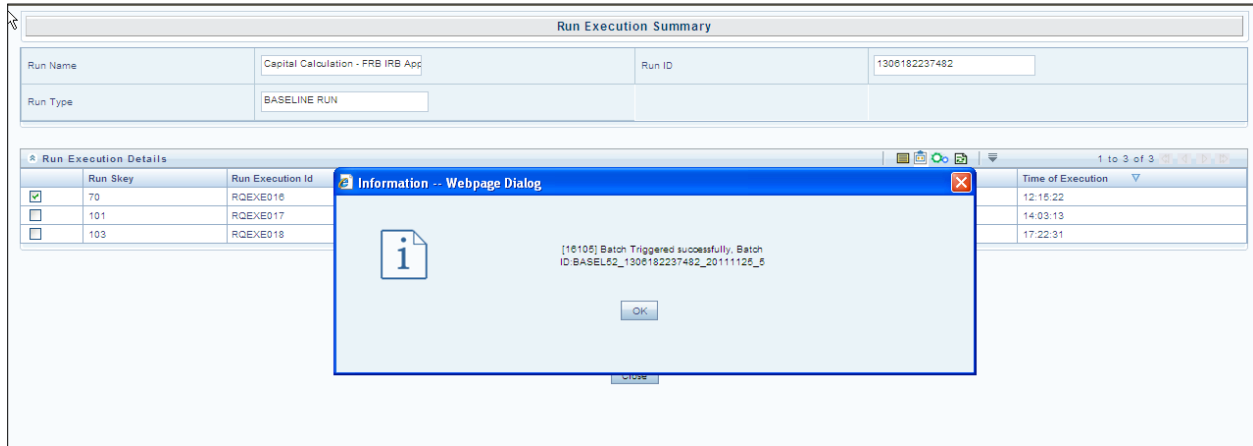 Run Execution Summary
Run Name Capital Calculation - FRB IRB App Run ID 1306182237482
Run Type BASELINE RUN
Run Execution Details 1 to 3 of 3
Run Skey Run Execution Id Time of Execution
70 RQEXE016 12:15:22
101 RQEXE017 14:03:13
103 RQEXE018 17:22:31
Information -- Webpage Dialog
[16105] Batch Triggered successfully, Batch
ID:BASEL52_1306182237482_20111125_5
OK
Close